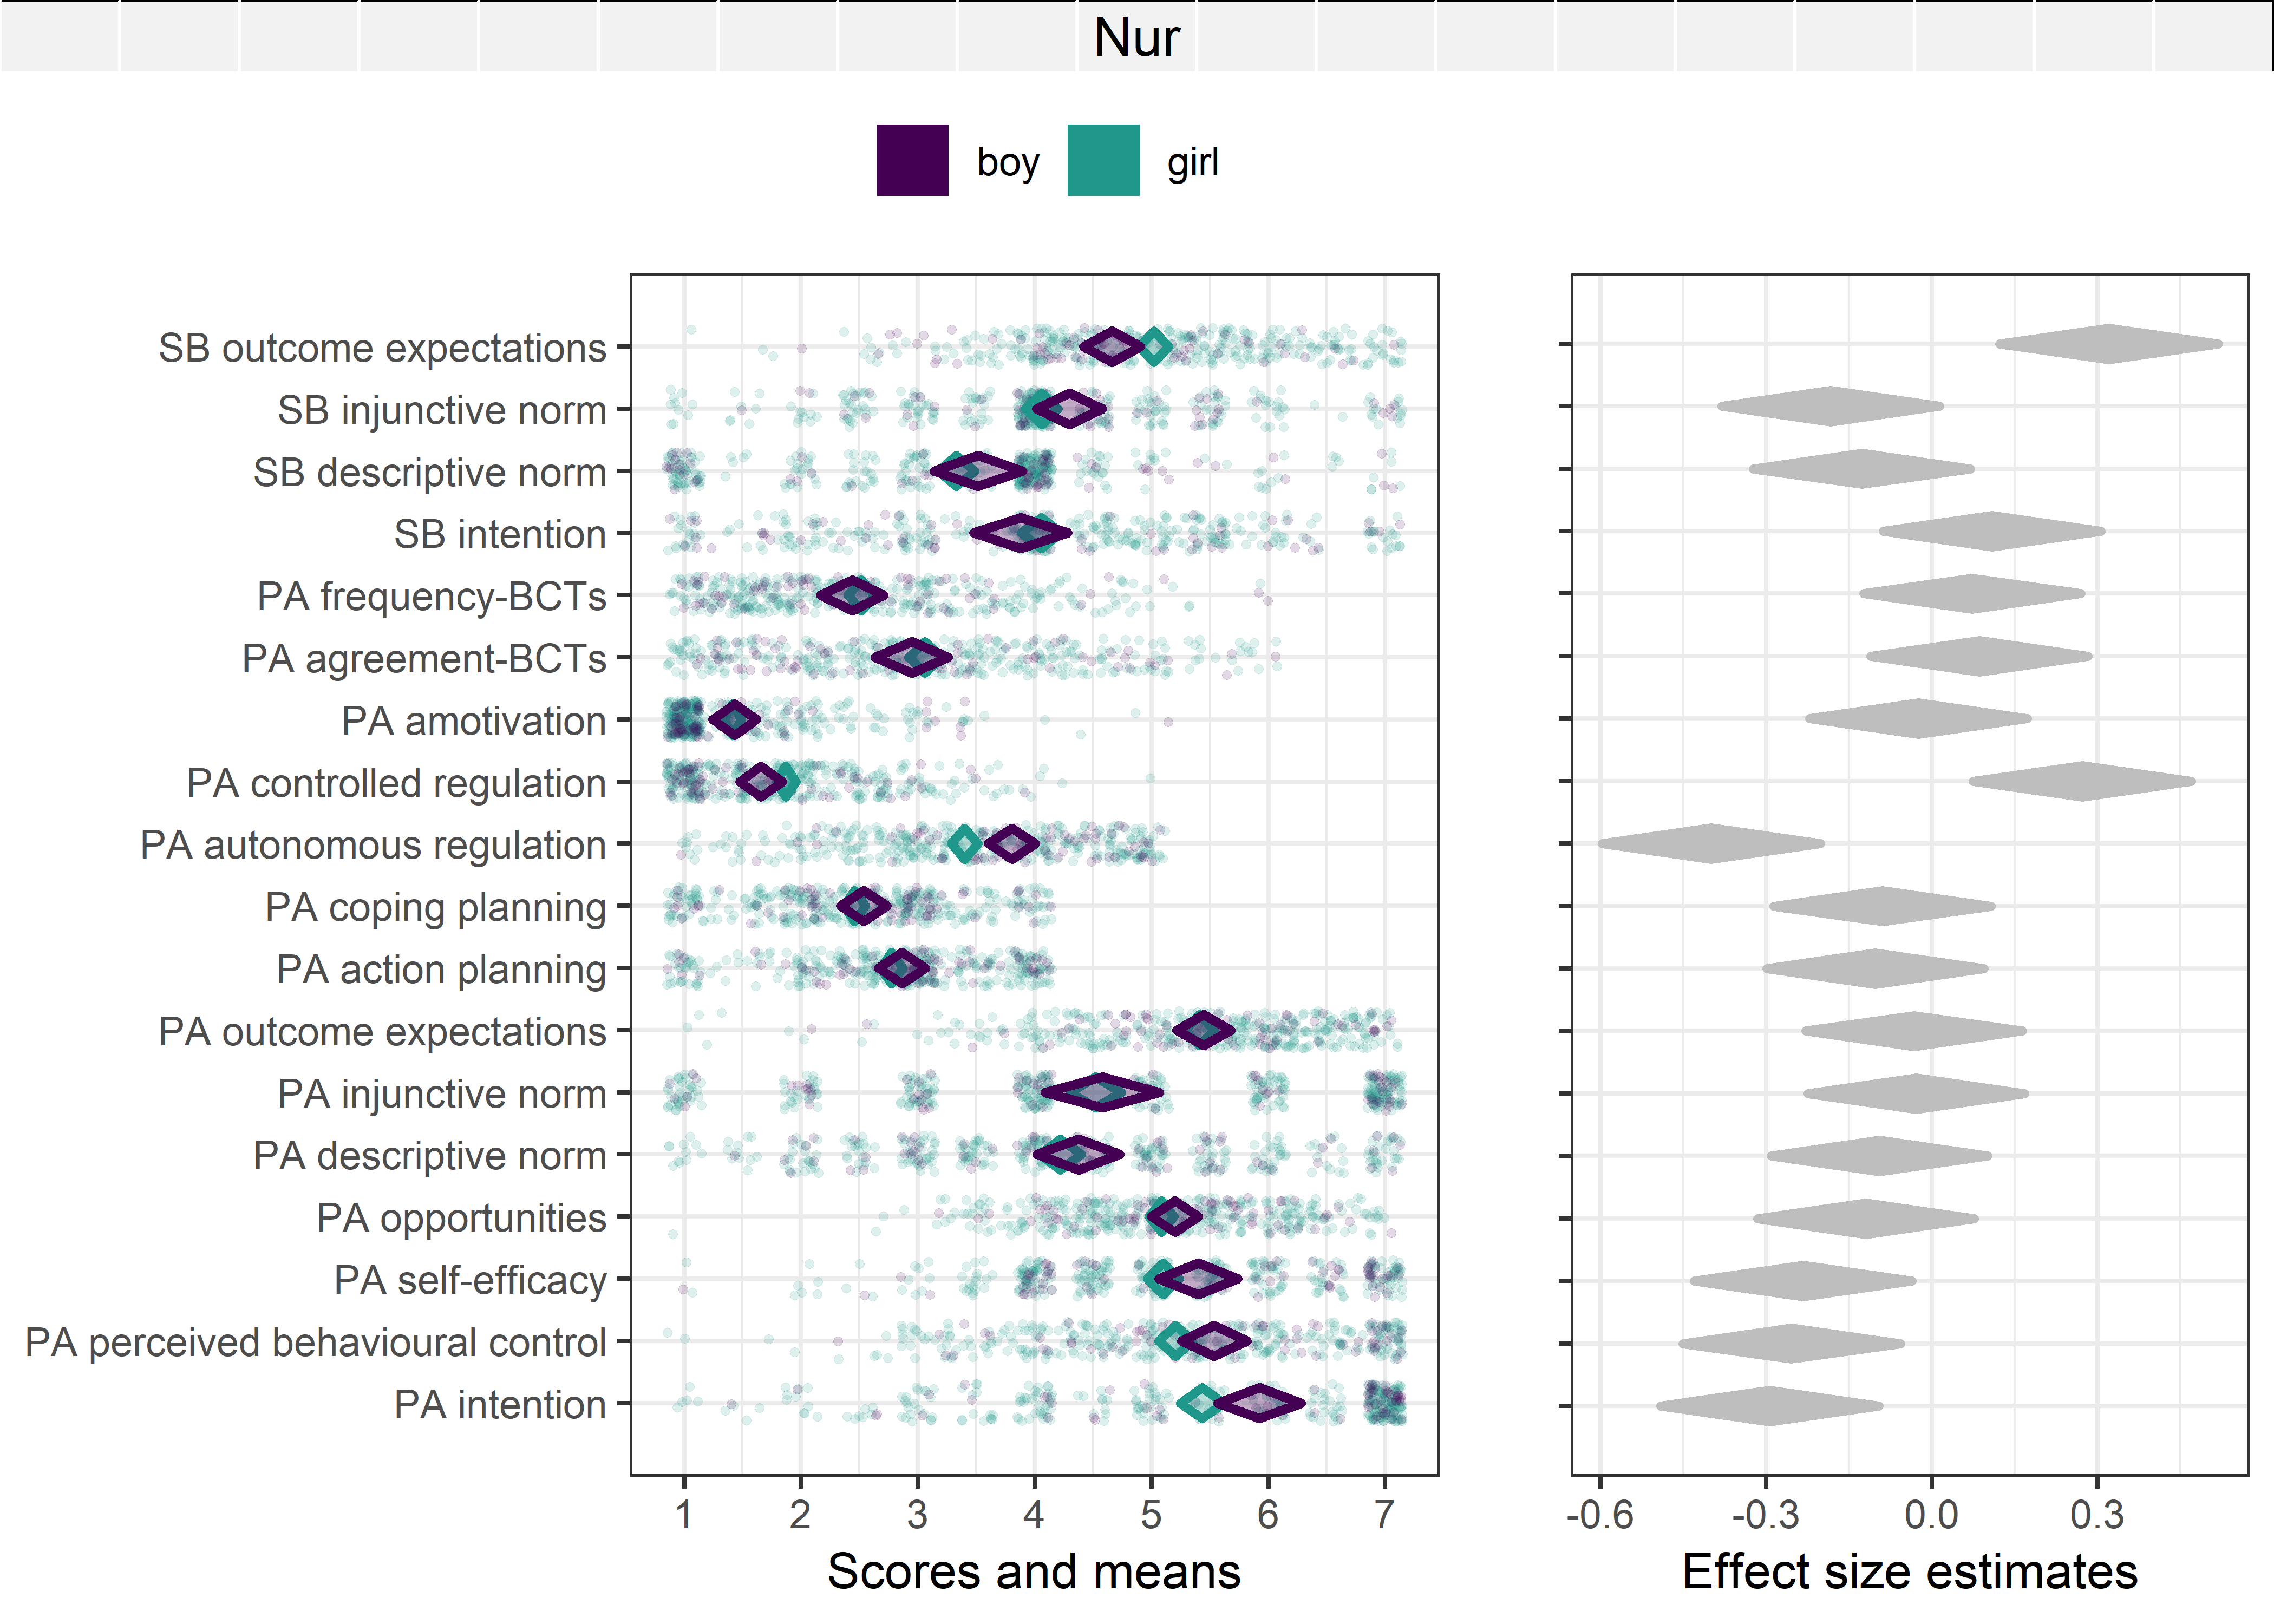 Nur
boy girl
SB outcome expectations
SB injunctive norm
SB descriptive norm
SB intention
PA frequency-BCTs
PA agreement-BCTs
PA amotivation
PA controlled regulation
PA autonomous regulation
PA coping planning
PA action planning
PA outcome expectations
PA injunctive norm
PA descriptive norm
PA opportunities
PA self-efficacy
PA perceived behavioural control
PA intention
1 2 3 4 5 6 7
-0.6 -0.3 0.0 0.3
Scores and means
Effect size estimates